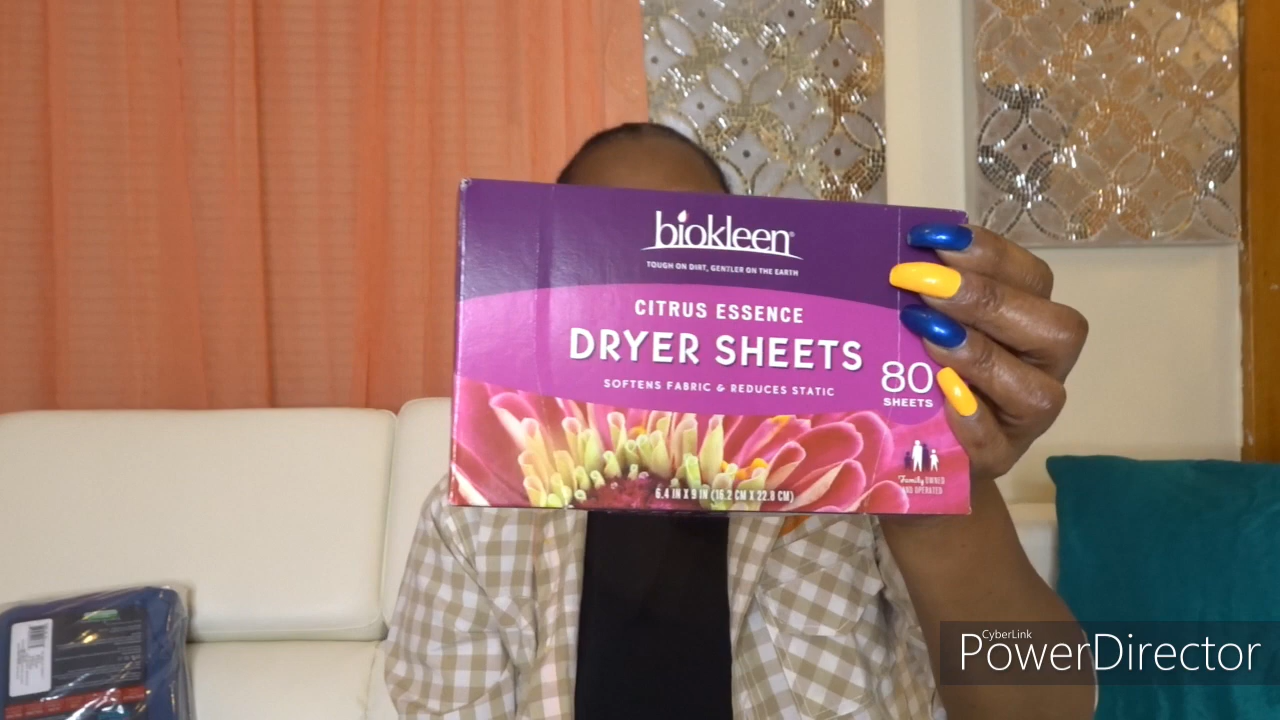 biokleen®
TOUGH ON DIRT, GENTLER ON THE EARTH
CITRUS ESSENCE
DRYER SHEETS
SOFTENS FABRIC & REDUCES STATIC
80
SHEETS
Family OWNED
AND OPERATED
6.4 IN X 9 IN (16.2 CM X 22.8 CM)
CyberLink
PowerDirector